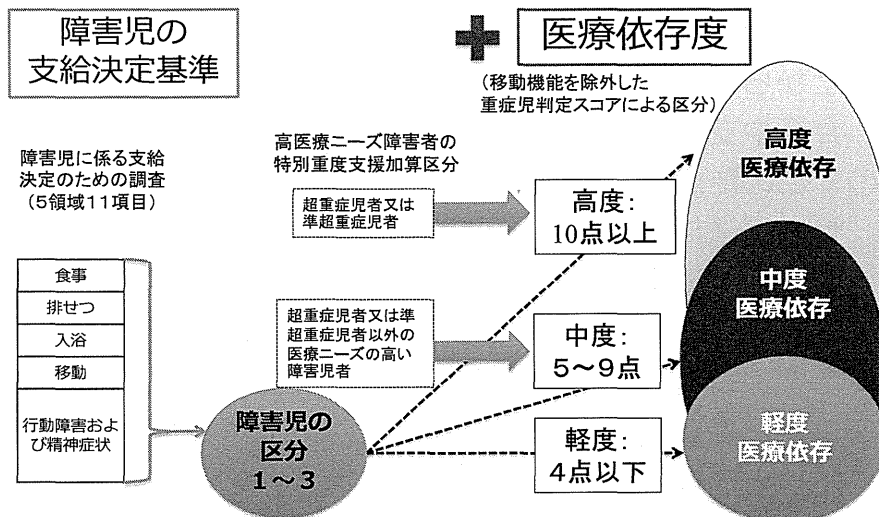 障害児の
支給決定基準
医療依存度
(移動機能を除外した
重症児判定スコアによる区分)
障害児に係る支給
決定のための調査
(5領域11項目)
高医療ニーズ障害者の
特別重度支援加算区分
超重症児者又は
準超重症児者
高度:
10点以上
高度
医療依存
食事
排せつ
入浴
移動
行動障害およ
び精神症状
超重症児者又は準
超重症児者以外の
医療ニーズの高い
障害児者
中度:
5～9点
中度
医療依存
障害児の
区分
1～3
軽度:
4点以下
軽度
医療依存